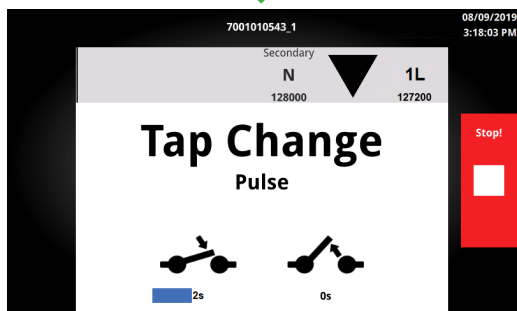 7001010543_1
08/09/2019
3:18:03 PM
Secondary
N
1L
128000
127200
Tap Change
Pulse
Stop!
2s
0s